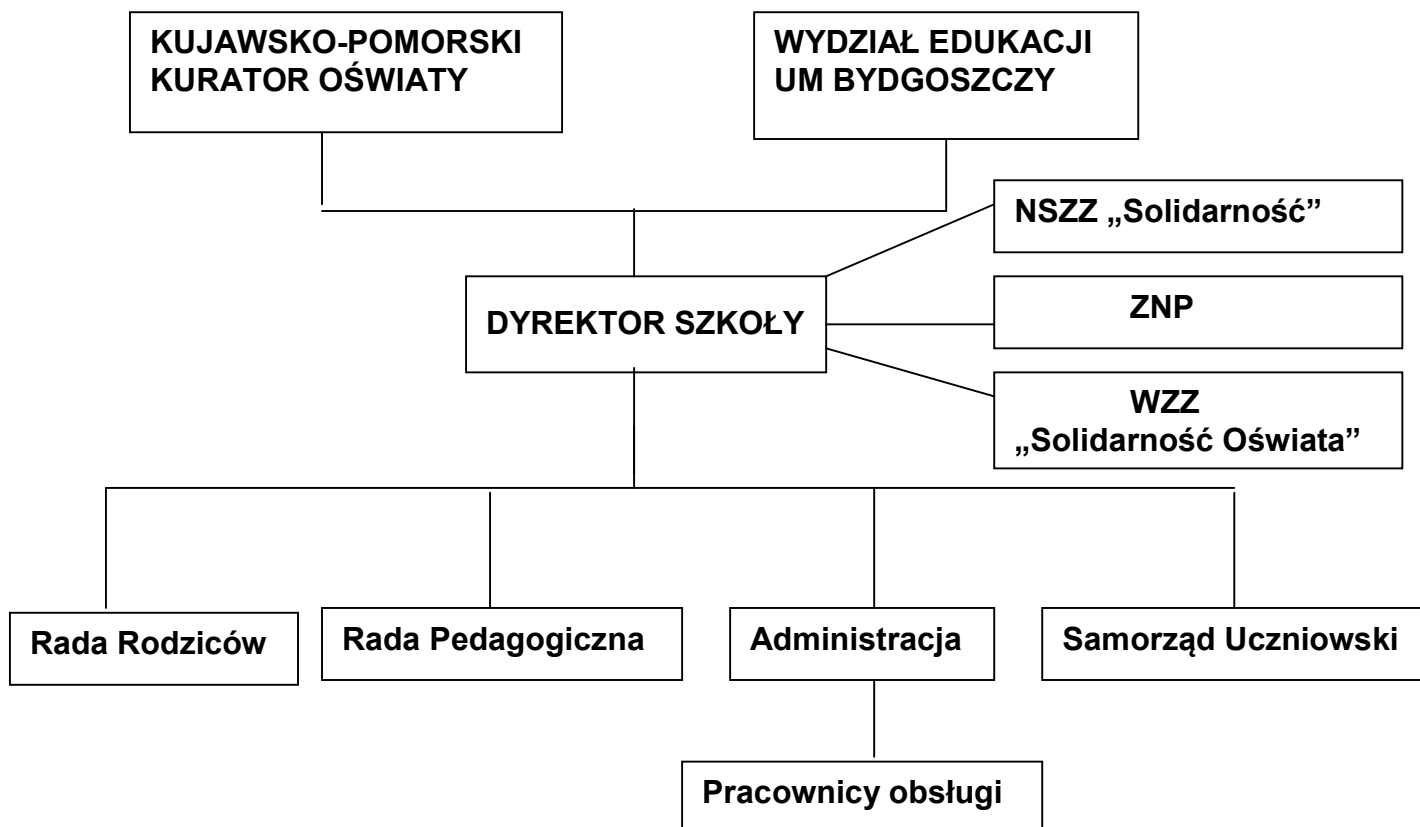 KUJAWSKO-POMORSKI
KURATOR OŚWIATY
WYDZIAŁ EDUKACJI
UM BYDGOSZCZY
NSZZ „Solidarność”
DYREKTOR SZKOŁY
ZNP
WZZ
„Solidarność Oświata”
Rada Rodziców
Rada Pedagogiczna
Administracja
Samorząd Uczniowski
Pracownicy obsługi